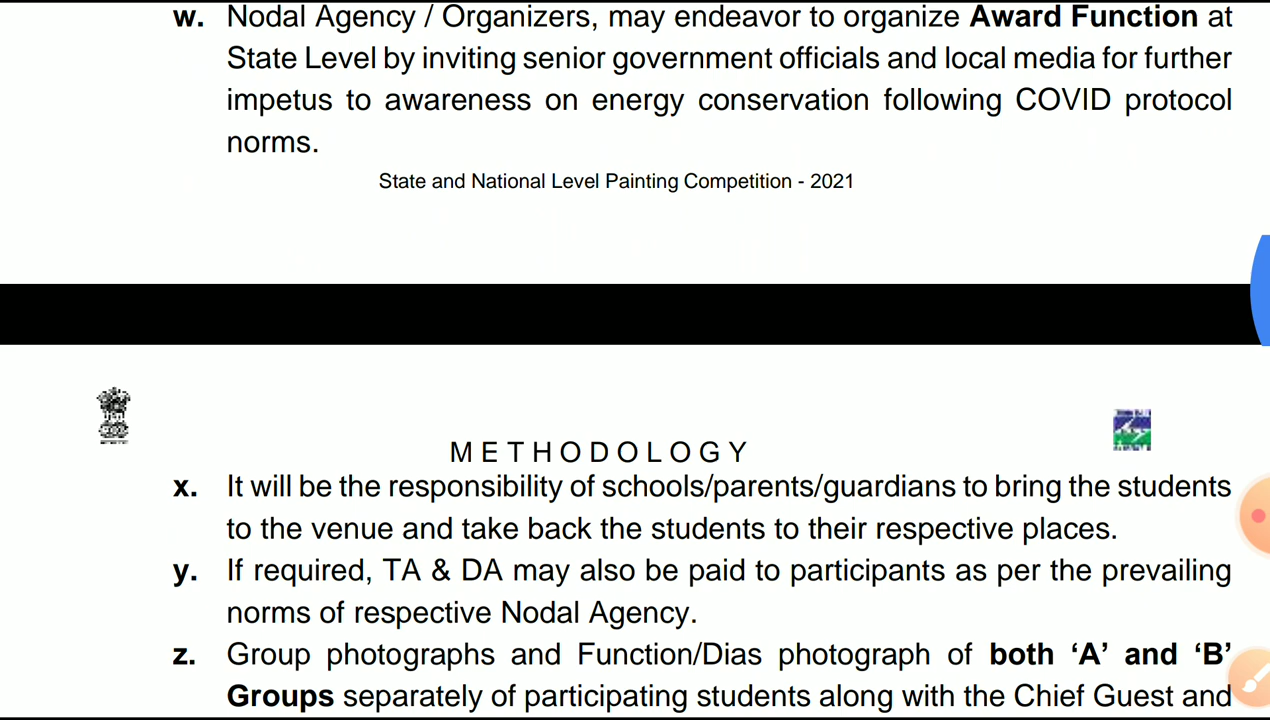 w. Nodal Agency / Organizers, may endeavor to organize Award Function at
State Level by inviting senior government officials and local media for further
impetus to awareness on energy conservation following COVID protocol
norms.
State and National Level Painting Competition - 2021
METHODOLOGY
x. It will be the responsibility of schools/parents/guardians to bring the students
to the venue and take back the students to their respective places.
y. If required, TA & DA may also be paid to participants as per the prevailing
norms of respective Nodal Agency.
z. Group photographs and Function/Dias photograph of both ‘A’ and ‘B’
Groups separately of participating students along with the Chief Guest and